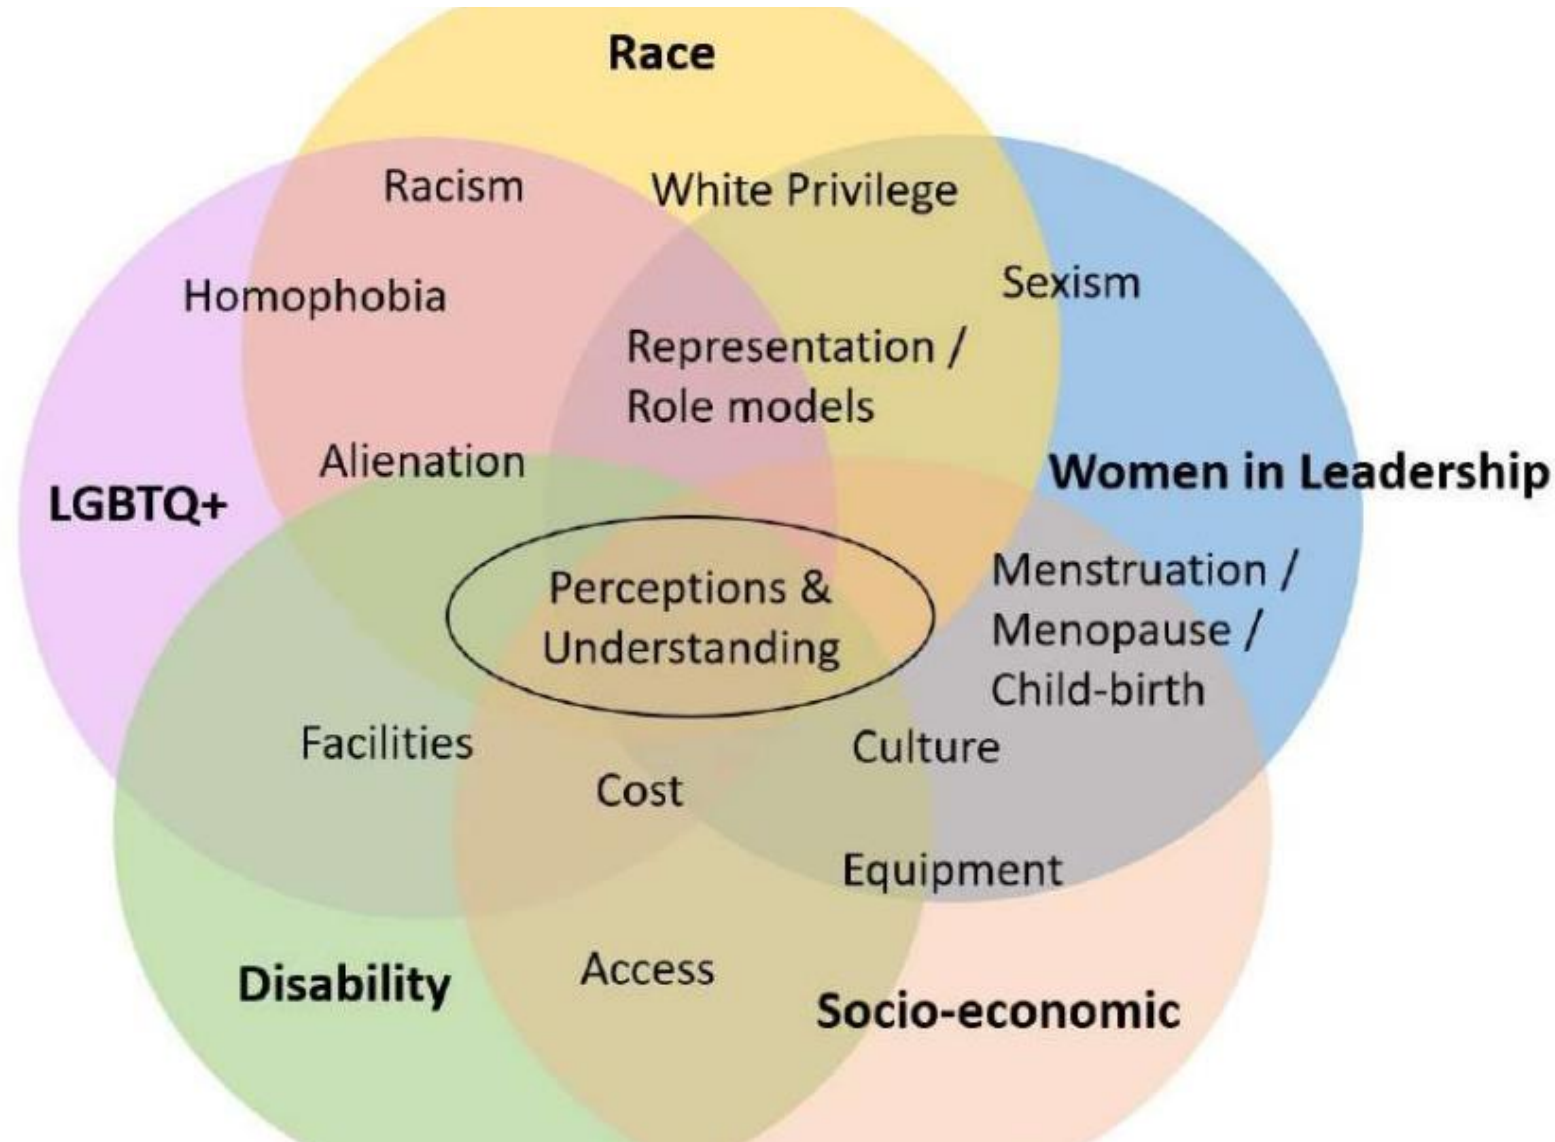 Race
Racism
White Privilege
Homophobia
Sexism
Representation /
Role models
Alienation
LGBTQ+
Women in Leadership
Perceptions &
Understanding
Menstruation /
Menopause /
Child-birth
Facilities
Culture
Cost
Equipment
Access
Disability
Socio-economic